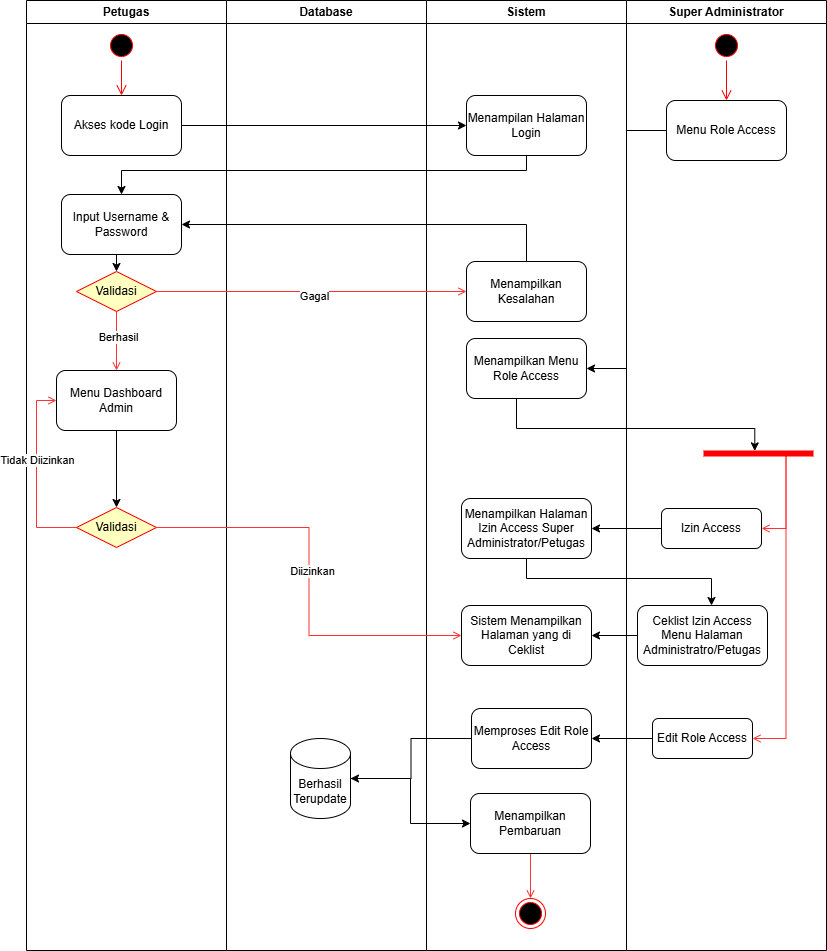 Petugas
Database
Sistem
Super Administrator
Akses kode Login
Menampilan Halaman
Login
Menu Role Access
Input Username &
Password
Validasi
Gagal
Menampilkan
Kesalahan
Berhasil
Menampilkan Menu
Role Access
Menu Dashboard
Admin
Tidak Diizinkan
Validasi
Diizinkan
Menampilkan Halaman
Izin Access Super
Administrator/Petugas
Izin Access
Sistem Menampilkan
Halaman yang di
Ceklist
Ceklist Izin Access
Menu Halaman
Administratro/Petugas
Memproses Edit Role
Access
Edit Role Access
Berhasil
Terupdate
Menampilkan
Pembaruan